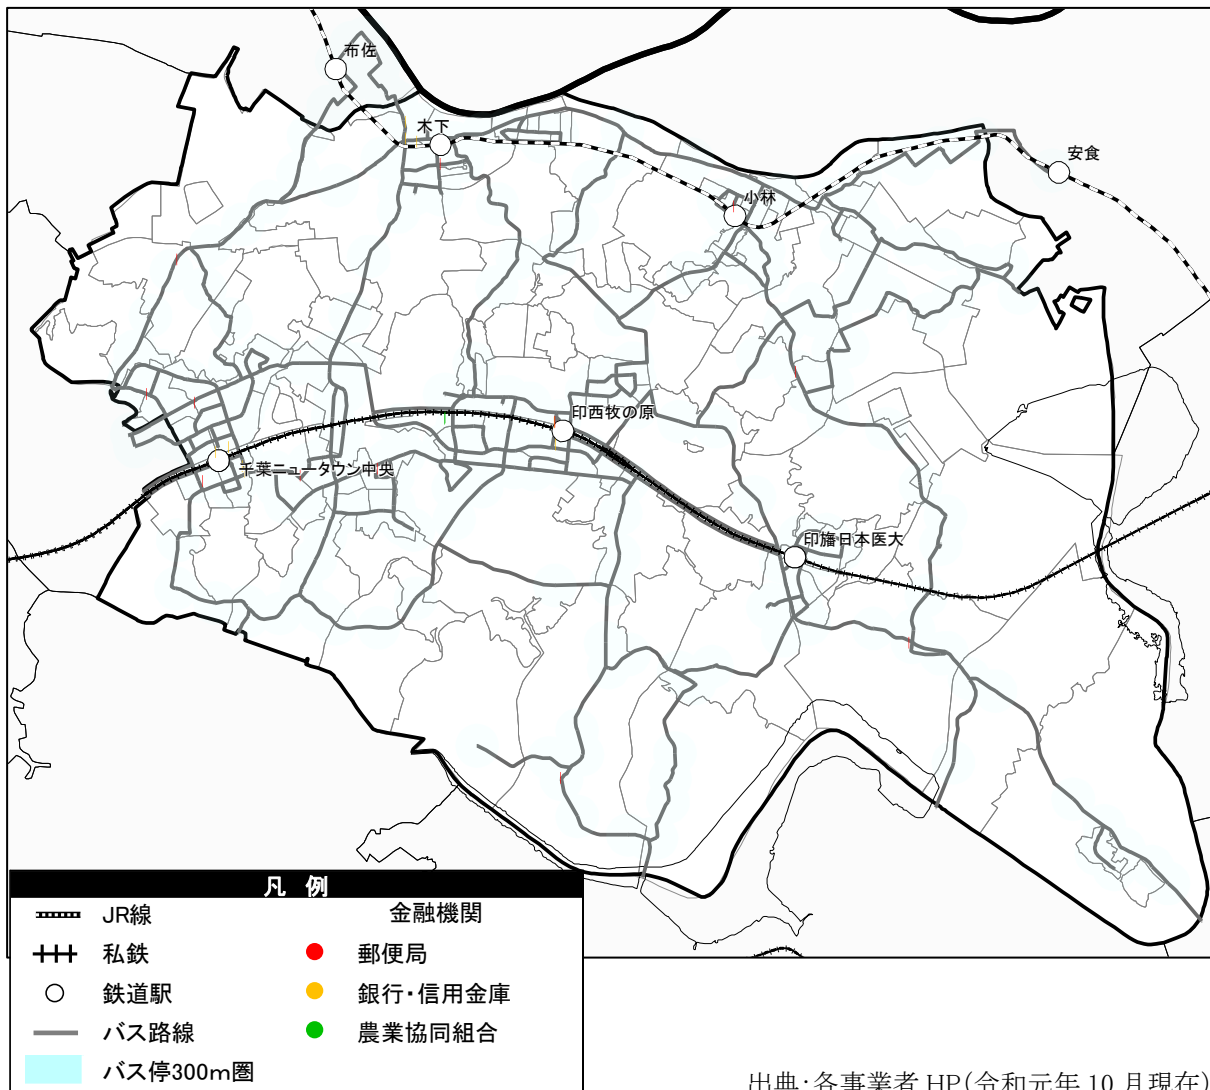 布佐
木下
安食
小林
印西牧の原
千葉ニュータウン中央
印旛日本医大
凡 例
JR線
金融機関
私鉄
郵便局
鉄道駅
銀行・信用金庫
バス路線
農業協同組合
バス停300m圏
出典:各事業者 HP(令和元年 10 月現在)